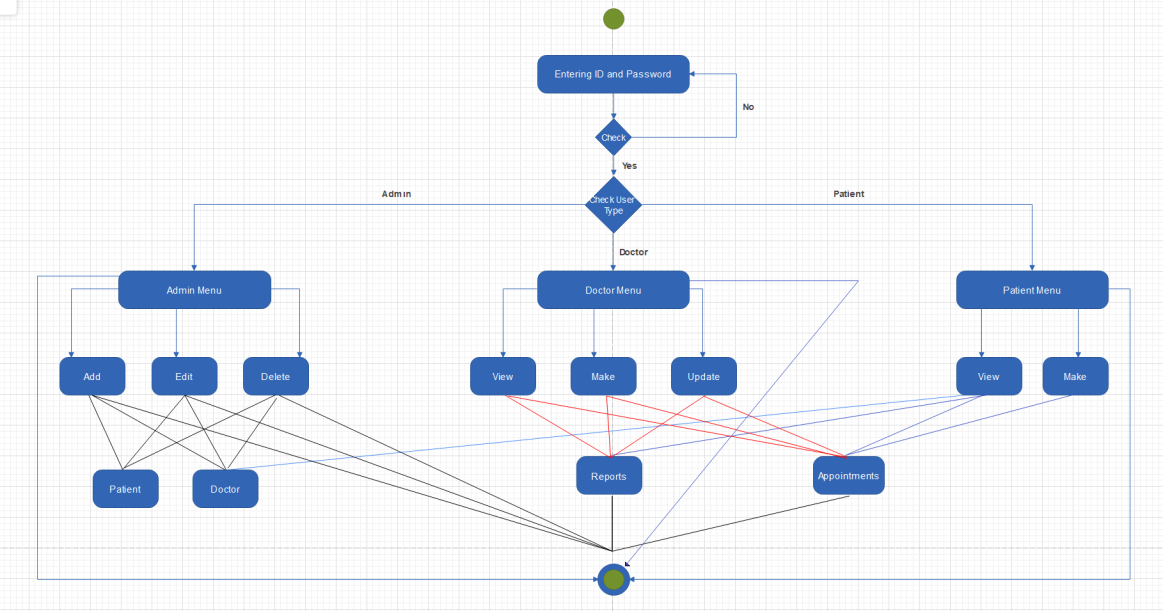 Entering ID and Password
No
Check
Yes
Admin
Check User
Type
Patient
Doctor
Admin Menu
Doctor Menu
Patient Menu
Add
Edit
Delete
View
Make
Update
View
Make
Patient
Doctor
Reports
Appointments